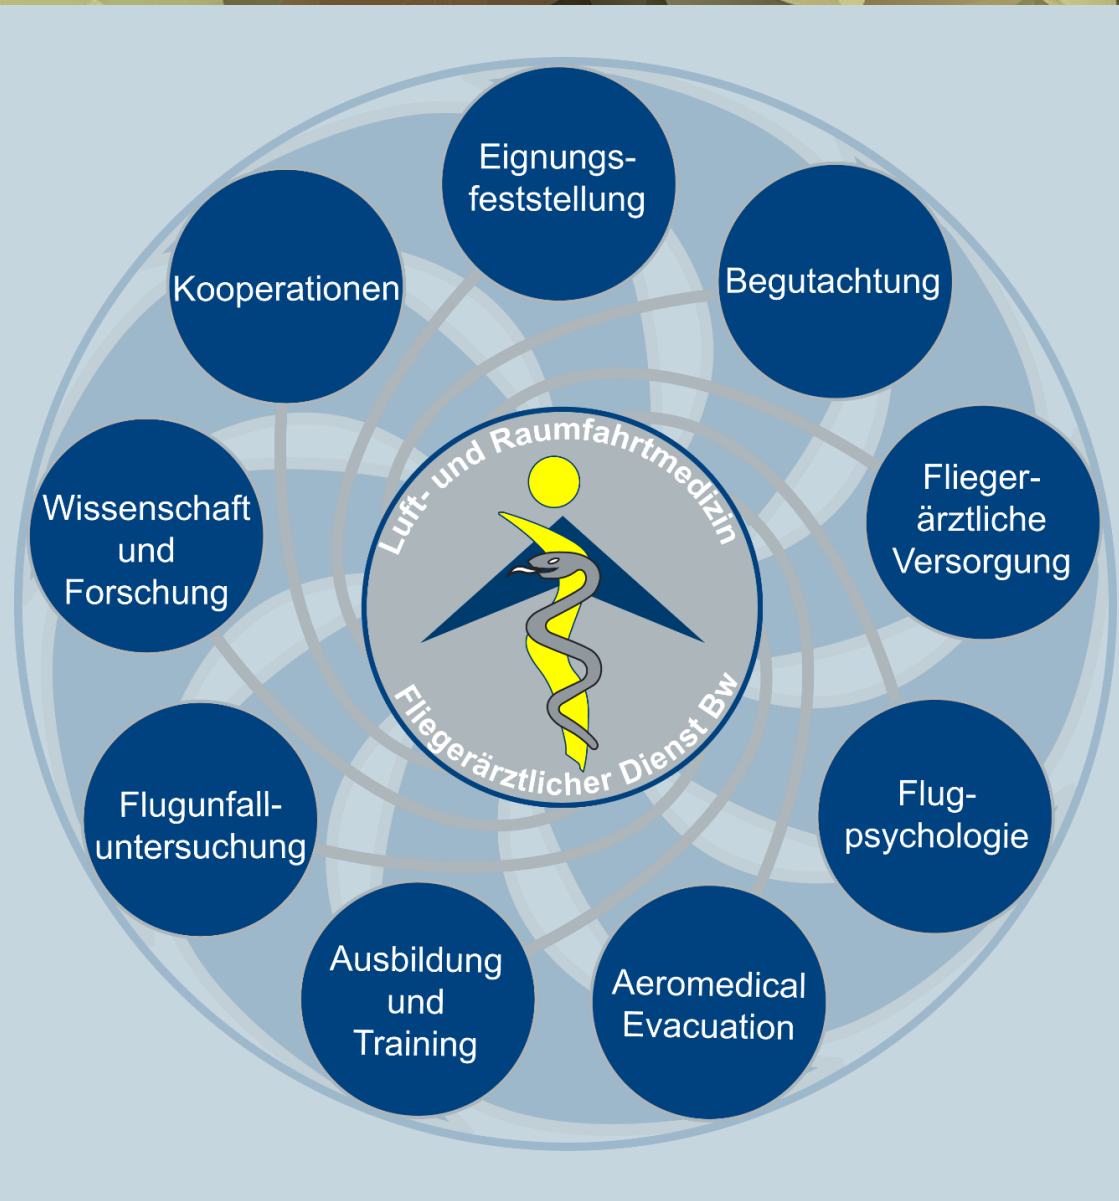 Eignungs-
feststellung
Begutachtung
Flieger-
ärztliche
Versorgung
Flug-
psychologie
Aeromedical
Evacuation
Ausbildung
und
Training
Flugunfall-
untersuchung
Wissenschaft
und
Forschung
Kooperationen
Luft- und Raumfahrtmedizin
Fliegerärztlicher Dienst Bw